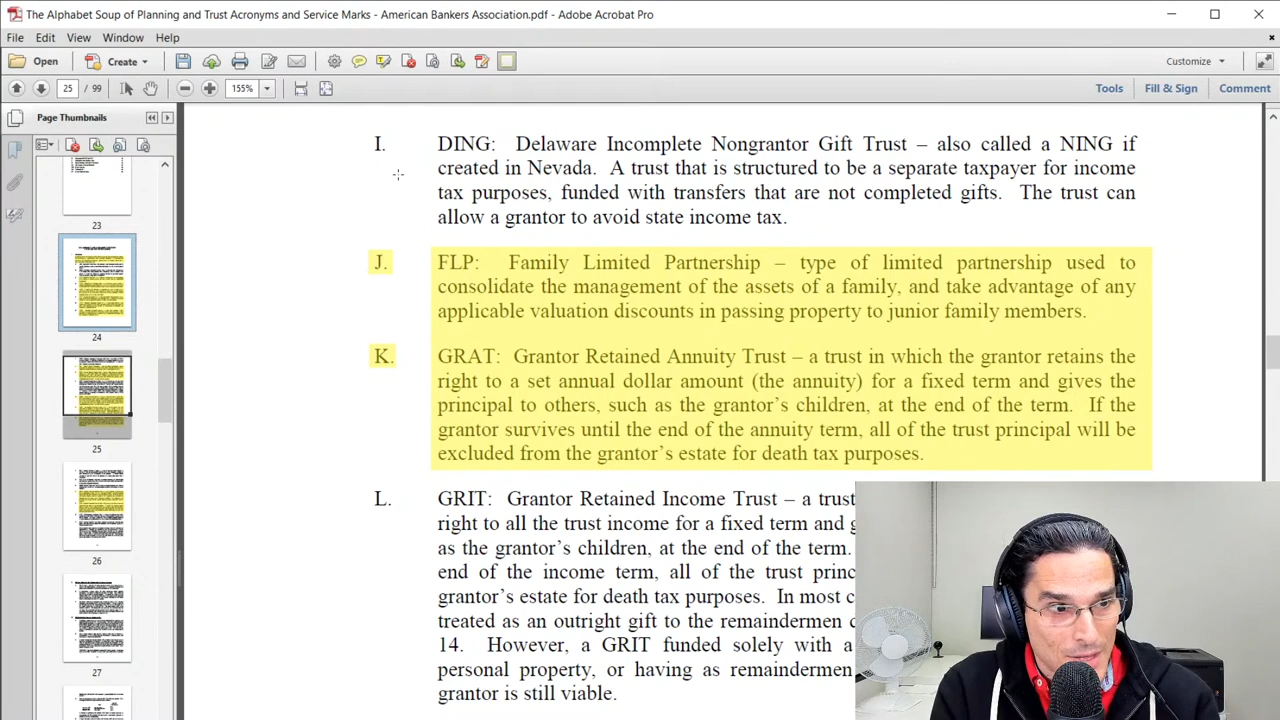 The Alphabet Soup of Planning and Trust Acronyms and Service Marks - American Bankers Association.pdf - Adobe Acrobat Pro
File Edit View Window Help
Open Create Customize
25 / 99 155% Tools Fill & Sign Comment
Page Thumbnails
23
24
25
26
27
I. DING: Delaware Incomplete Nongrantor Gift Trust – also called a NING if
created in Nevada. A trust that is structured to be a separate taxpayer for income
tax purposes, funded with transfers that are not completed gifts. The trust can
allow a grantor to avoid state income tax.
J. FLP: Family Limited Partnership – type of limited partnership used to
consolidate the management of the assets of a family, and take advantage of any
applicable valuation discounts in passing property to junior family members.
K. GRAT: Grantor Retained Annuity Trust – a trust in which the grantor retains the
right to a set annual dollar amount (the annuity) for a fixed term and gives the
principal to others, such as the grantor's children, at the end of the term. If the
grantor survives until the end of the annuity term, all of the trust principal will be
excluded from the grantor's estate for death tax purposes.
L. GRIT: Grantor Retained Income Trust – a trust
right to all the trust income for a fixed term and
as the grantor's children, at the end of the term.
end of the income term, all of the trust princ
grantor's estate for death tax purposes. In most
treated as an outright gift to the remaindermen
14. However, a GRIT funded solely with a
personal property, or having as remaindermen
grantor is still viable.